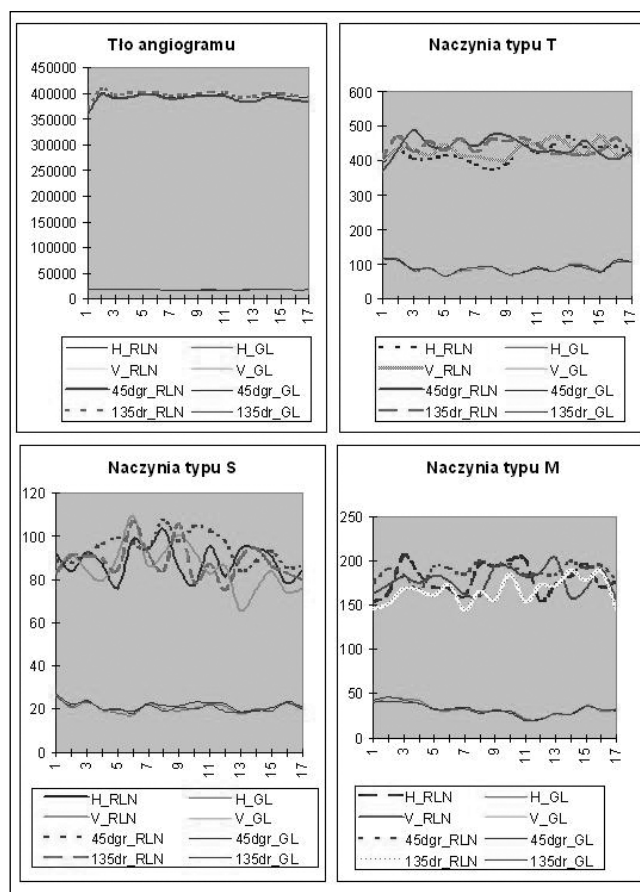 Tło angiogramu
450000
400000
350000
300000
250000
200000
150000
100000
50000
0
1 3 5 7 9 11 13 15 17
H_RLN H_GL
V_RLN V_GL
45dgr_RLN 45dgr_GL
135dr_RLN 135dr_GL
Naczynia typu T
600
500
400
300
200
100
0
1 3 5 7 9 11 13 15 17
H_RLN H_GL
V_RLN V_GL
45dgr_RLN 45dgr_GL
135dr_RLN 135dr_GL
Naczynia typu S
120
100
80
60
40
20
0
1 3 5 7 9 11 13 15 17
H_RLN H_GL
V_RLN V_GL
45dgr_RLN 45dgr_GL
135dr_RLN 135dr_GL
Naczynia typu M
250
200
150
100
50
0
1 3 5 7 9 11 13 15 17
H_RLN H_GL
V_RLN V_GL
45dgr_RLN 45dgr_GL
135dr_RLN 135dr_GL